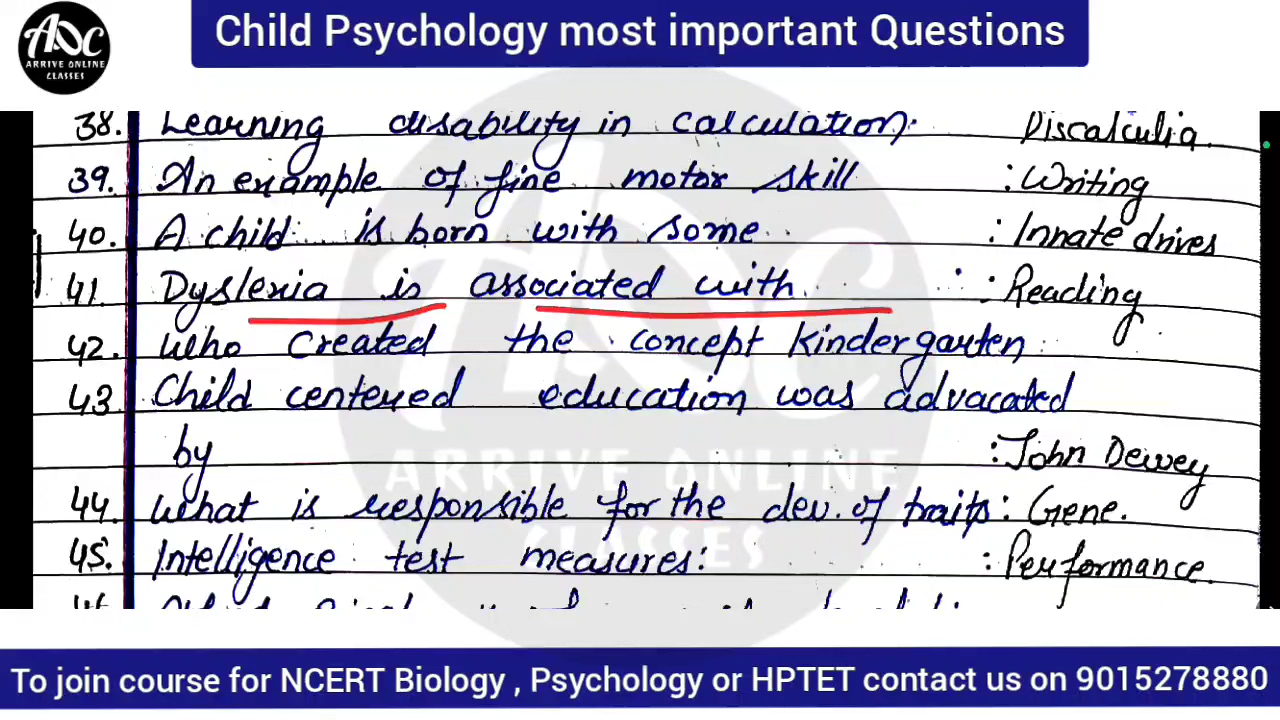 Child Psychology most important Questions
ADC
ARRIVE ONLINE
CLASSES
38. Learning disability in calculation. Discalculia.
39. An example of fine motor skill : Writing
40. A child is born with some : Innate drives
41 Dyslexia is associated with : Reading
42. Who created the concept kindergarten
43 Child centered education was advacated
by : John Dewey
44. What is responsible for the dev. of traits : Gene.
45. Intelligence test measures: : Performance.
ARRIVE ONLINE
CLASSES
To join course for NCERT Biology , Psychology or HPTET contact us on 9015278880